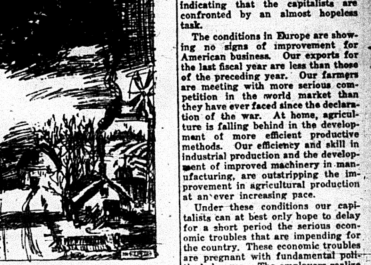 indicating that the capitalists are
confronted by an almost hopeless
task.
The conditions in Europe are show-
ing no signs of improvement for
American business. Our exports for
the last fiscal year are less than those
of the preceding year. Our farmers
are meeting with more serious com-
petition in the world market than
they have ever faced since the declara-
tion of the war. At home, agricul-
ture is falling behind in the develop-
ment of more efficient productive
methods. Our efficiency and skill in
industrial production and the develop-
ment of improved machinery in man-
ufacturing, are outstripping the im-
provement in agricultural production
at an ever increasing pace.
Under these conditions our capi-
talists can at best only hope to delay
for a short period the serious econ-
omic troubles that are impending for
the country. These economic troubles
are pregnant with fundamental poli-